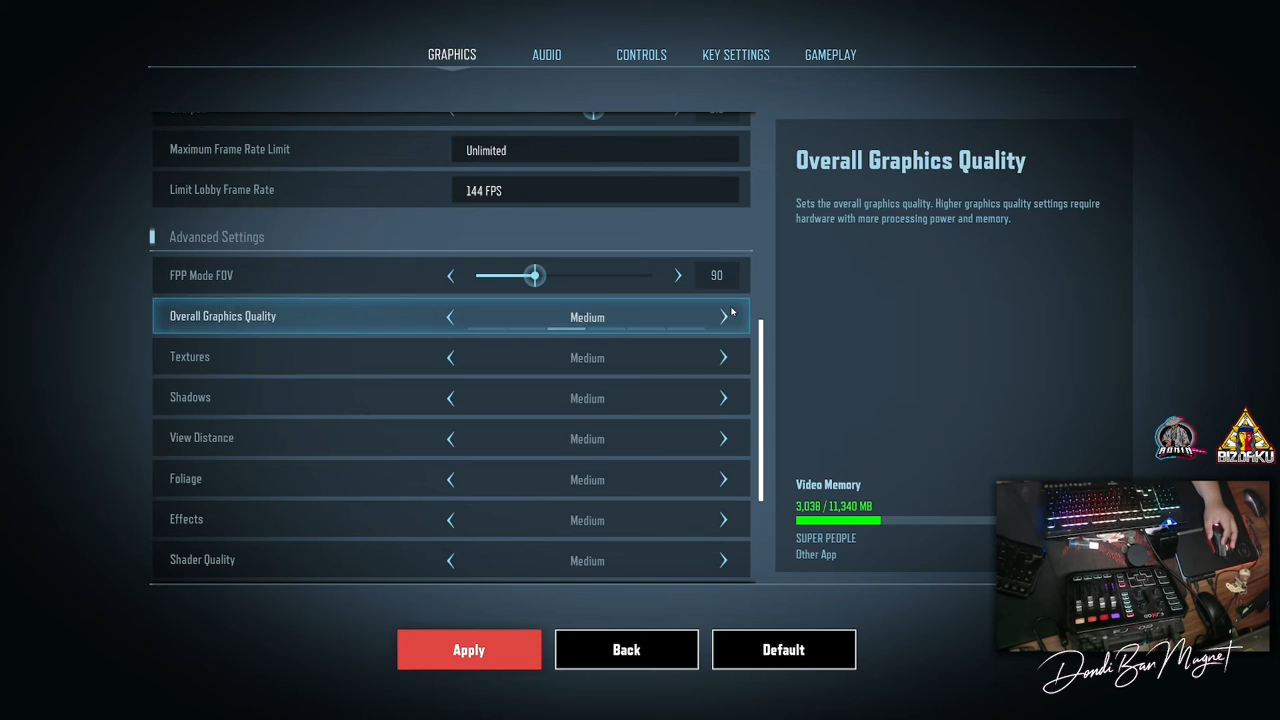 GRAPHICS
AUDIO
CONTROLS
KEY SETTINGS
GAMEPLAY
Maximum Frame Rate Limit
Unlimited
Limit Lobby Frame Rate
144 FPS
Advanced Settings
FPP Mode FOV
90
Overall Graphics Quality
Medium
Textures
Medium
Shadows
Medium
View Distance
Medium
Foliage
Medium
Effects
Medium
Shader Quality
Medium
Overall Graphics Quality
Sets the overall graphics quality. Higher graphics quality settings require
hardware with more processing power and memory.
Video Memory
3,038 / 11,340 MB
SUPER PEOPLE
Other App
BIZDAKU
Dondi Ban Magnet
Apply
Back
Default